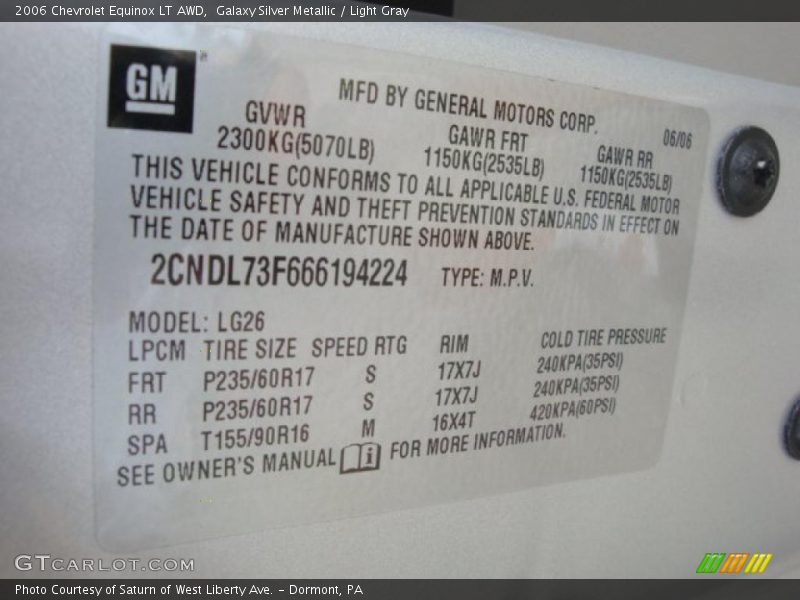 2006 Chevrolet Equinox LT AWD, Galaxy Silver Metallic / Light Gray
GM
MFD BY GENERAL MOTORS CORP.
06/06
GVWR
GAWR FRT
GAWR RR
2300KG(5070LB)
1150KG(2535LB)
1150KG(2535LB)
THIS VEHICLE CONFORMS TO ALL APPLICABLE U.S. FEDERAL MOTOR
VEHICLE SAFETY AND THEFT PREVENTION STANDARDS IN EFFECT ON
THE DATE OF MANUFACTURE SHOWN ABOVE.
2CNDL73F666194224 TYPE: M.P.V.
MODEL: LG26
LPCM TIRE SIZE SPEED RTG RIM COLD TIRE PRESSURE
FRT P235/60R17 S 17X7J 240KPA(35PSI)
RR P235/60R17 S 17X7J 240KPA(35PSI)
SPA T155/90R16 M 16X4T 420KPA(60PSI)
SEE OWNER'S MANUAL i FOR MORE INFORMATION.
GTCARLOT.COM
Photo Courtesy of Saturn of West Liberty Ave. - Dormont, PA